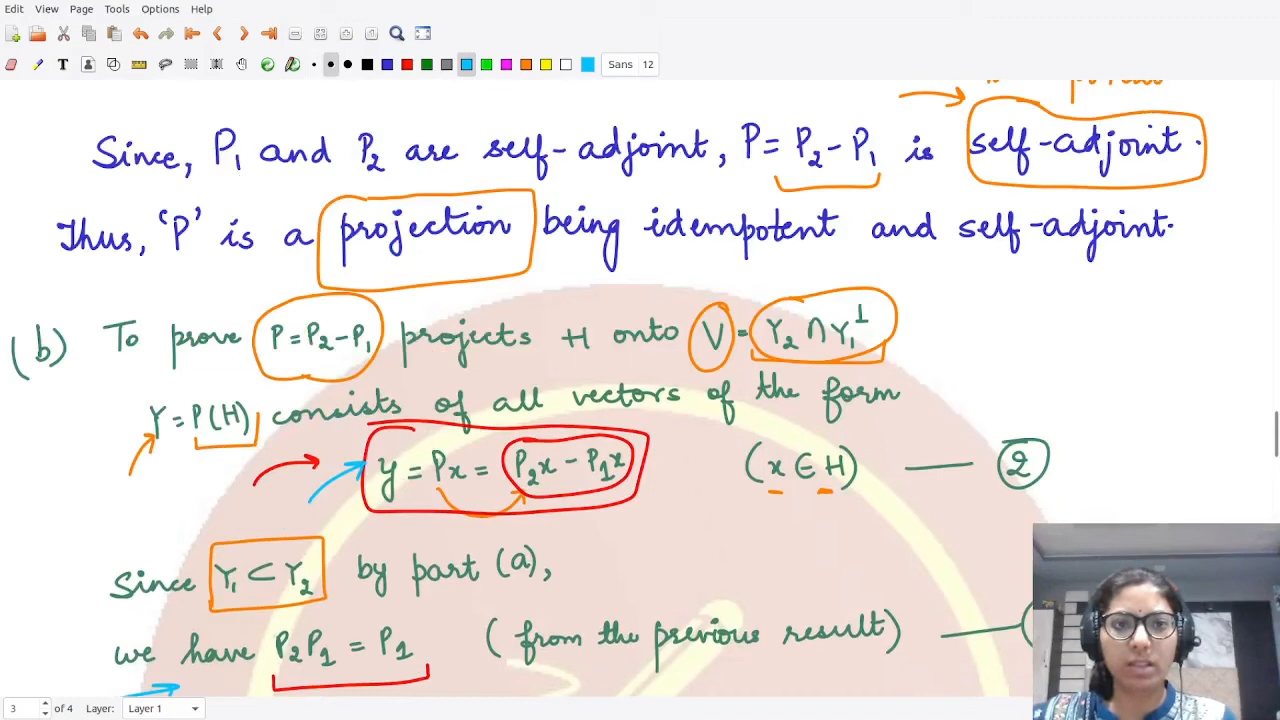 Edit View Page Tools Options Help
Sans 12
Since, P₁ and P₂ are self-adjoint, P = P₂ - P₁ is self-adjoint.
Thus, 'P' is a projection being idempotent and self-adjoint.
(b) To prove P = P₂ - P₁ projects H onto V = Y₂ ∩ Y₁^⊥
Y = P(H) consists of all vectors of the form
y = Px = P₂x - P₁x (x ∈ H) — ②
Since Y₁ ⊂ Y₂ by part (a),
we have P₂P₁ = P₁ (from the previous result) —
3 of 4 Layer: Layer 1